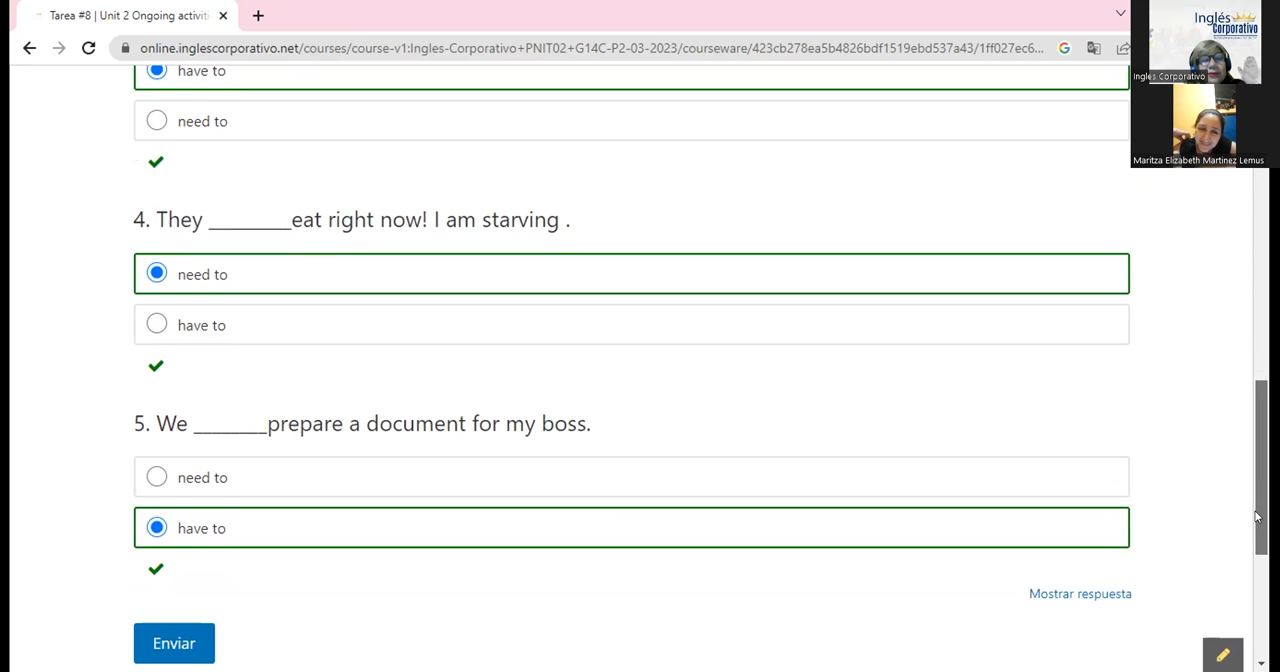 Tarea #8 | Unit 2 Ongoing activiti
online.inglescorporativo.net/courses/course-v1:Ingles-Corporativo+PNIT02+G14C-P2-03-2023/courseware/423cb278ea5b4826bdf1519ebd537a43/1ff027ec6...
Inglés
Corporativo
Ingles Corporativo
Maritza Elizabeth Martinez Lemus
have to
need to
4. They ________eat right now! I am starving .
need to
have to
5. We _______prepare a document for my boss.
need to
have to
Mostrar respuesta
Enviar